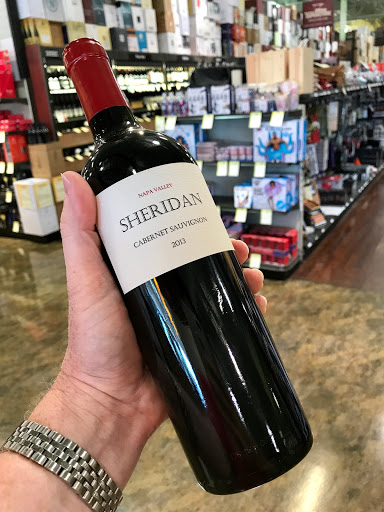 NAPA VALLEY
SHERIDAN
CABERNET SAUVIGNON
2013